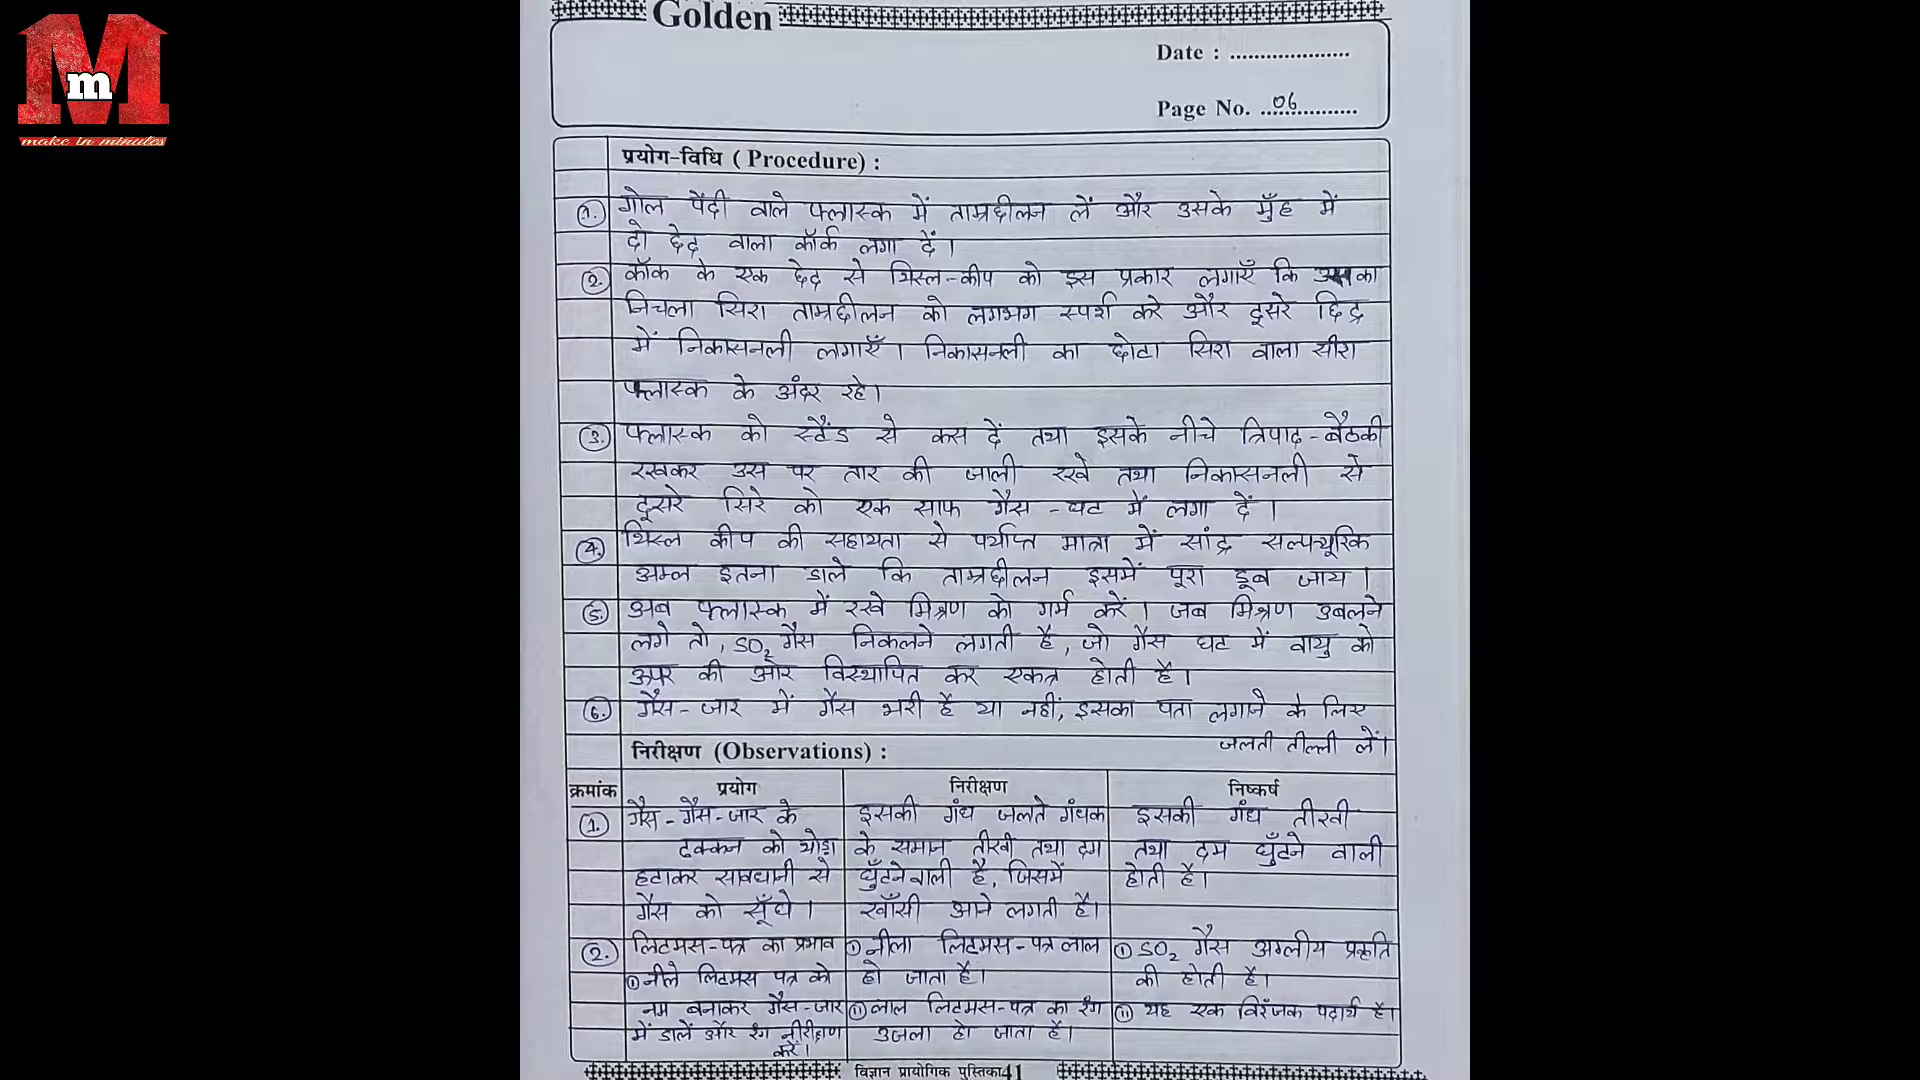 M
m
make in minutes
Golden
Date : ....................
Page No. ...06..........
प्रयोग-विधि ( Procedure) :
1. गोल पेंदी वाले फ्लास्क में ताम्रछीलन लें और उसके मुँह में
दो छेद वाला कॉर्क लगा दें।
2. कॉक के एक छेद से थिस्ल-कीप को इस प्रकार लगाएँ कि उसका
निचला सिरा ताम्रछीलन को लगभग स्पर्श करे और दूसरे छिद्र
में निकासनली लगाएँ। निकासनली का छोटा सिरा वाला सीरा
फ्लास्क के अंदर रहे।
3. फ्लास्क को स्टैंड से कस दें तथा इसके नीचे त्रिपाद-बैठकी
रखकर उस पर तार की जाली रखे तथा निकासनली से
दूसरे सिरे को एक साफ गैस-घट में लगा दें।
4. थिस्ल कीप की सहायता से पर्याप्त मात्रा में सांद्र सल्फ्यूरिक
अम्ल इतना डाले कि ताम्रछीलन इसमें पूरा डूब जाय।
5. अब फ्लास्क में रखे मिश्रण को गर्म करें। जब मिश्रण उबलने
लगे तो, SO2 गैस निकलने लगती है, जो गैस घट में वायु को
ऊपर की ओर विस्थापित कर एकत्र होती है।
6. गैस-जार में गैस भरी है या नहीं, इसका पता लगाने के लिए
जलती तील्ली लें।
निरीक्षण (Observations) :
क्रमांक प्रयोग निरीक्षण निष्कर्ष
1. गैस-गैस-जार के इसकी गंध जलते गंधक इसकी गंध तीखी
ढक्कन को थोड़ा के समान तीखी तथा दम तथा दम घुँटने वाली
हटाकर सावधानी से घुँटने वाली है, जिसमें होती है।
गैस को सूँघे। खाँसी आने लगती है।
2. लिटमस-पत्र का प्रभाव (i) नीला लिटमस-पत्र लाल (i) SO2 गैस अम्लीय प्रकृति
(i) नीले लिटमस पत्र को हो जाता है। की होती है।
नम बनाकर गैस-जार (ii) लाल लिटमस-पत्र का रंग (ii) यह एक विरंजक पदार्थ है।
में डालें और रंग नीरीक्षण उजला हो जाता है।
करें।
विज्ञान प्रायोगिक पुस्तिका 41